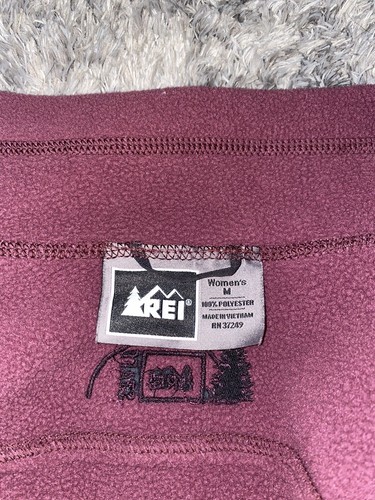 REI®
Women's
M
100% POLYESTER
MADE IN VIETNAM
RN 37249